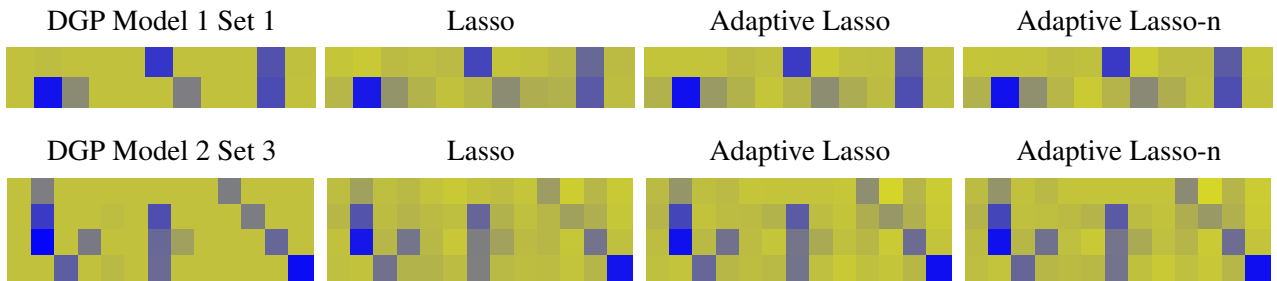 DGP Model 1 Set 1 Lasso Adaptive Lasso Adaptive Lasso-n
DGP Model 2 Set 3 Lasso Adaptive Lasso Adaptive Lasso-n